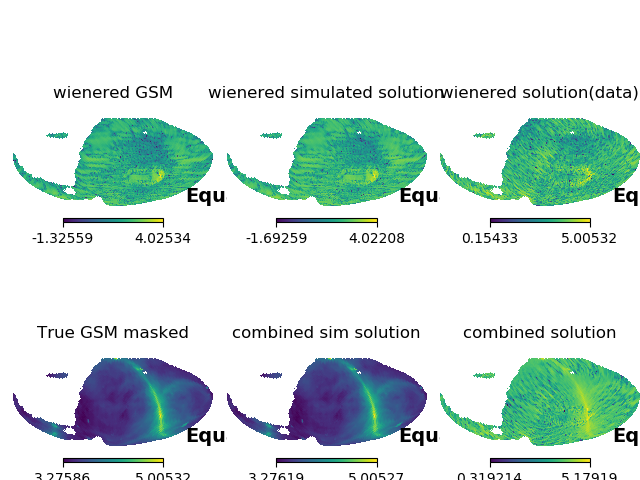 wienered GSM
wienered simulated solution
wienered solution(data)
Equ
Equ
Eq
-1.32559 4.02534
-1.69259 4.02208
0.15433 5.00532
True GSM masked
combined sim solution
combined solution
Equ
Equ
Eq
3.27586 5.00532
3.27619 5.00527
0.319214 5.17919